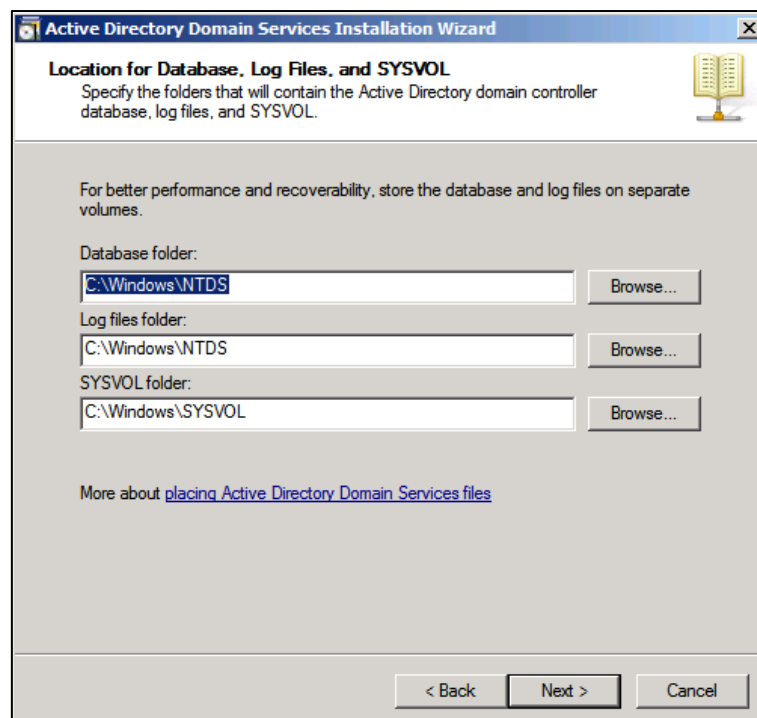 Active Directory Domain Services Installation Wizard
Location for Database, Log Files, and SYSVOL
Specify the folders that will contain the Active Directory domain controller
database, log files, and SYSVOL.
For better performance and recoverability, store the database and log files on separate
volumes.
Database folder:
C:\Windows\NTDS
Browse...
Log files folder:
C:\Windows\NTDS
Browse...
SYSVOL folder:
C:\Windows\SYSVOL
Browse...
More about placing Active Directory Domain Services files
< Back
Next >
Cancel